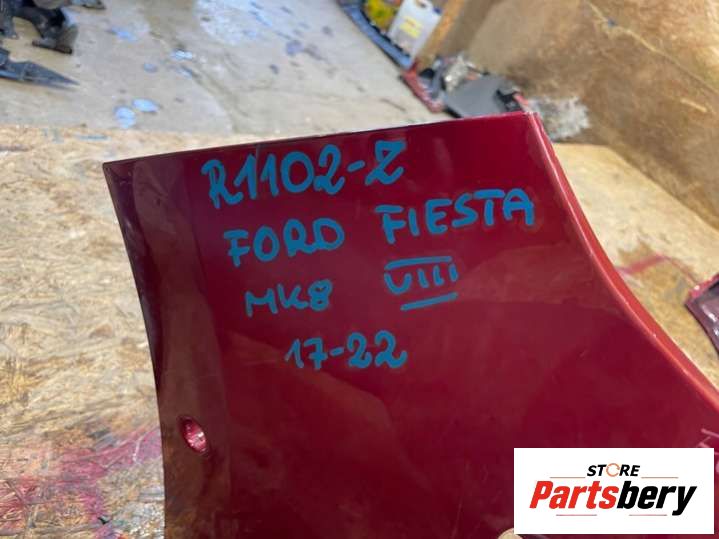 R1102-Z
FORD FIESTA
MK8 VIII
17-22
STORE
Partsbery